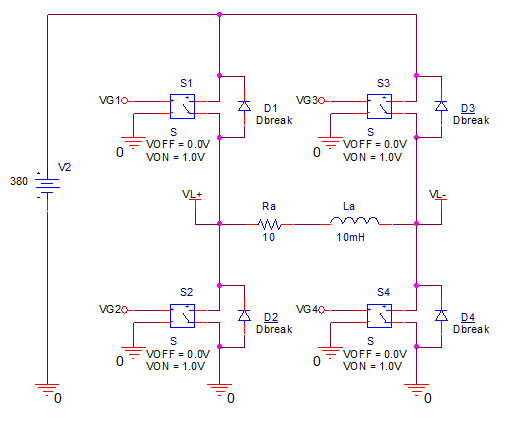 S1 S3
VG1 D1 VG3 D3
Dbreak Dbreak
S S
0 VOFF = 0.0V 0 VOFF = 0.0V
VON = 1.0V VON = 1.0V
V2
380
VL+ VL-
Ra La
10 10mH
S2 S4
VG2 D2 VG4 D4
Dbreak Dbreak
S S
0 VOFF = 0.0V 0 VOFF = 0.0V
VON = 1.0V VON = 1.0V
0 0 0